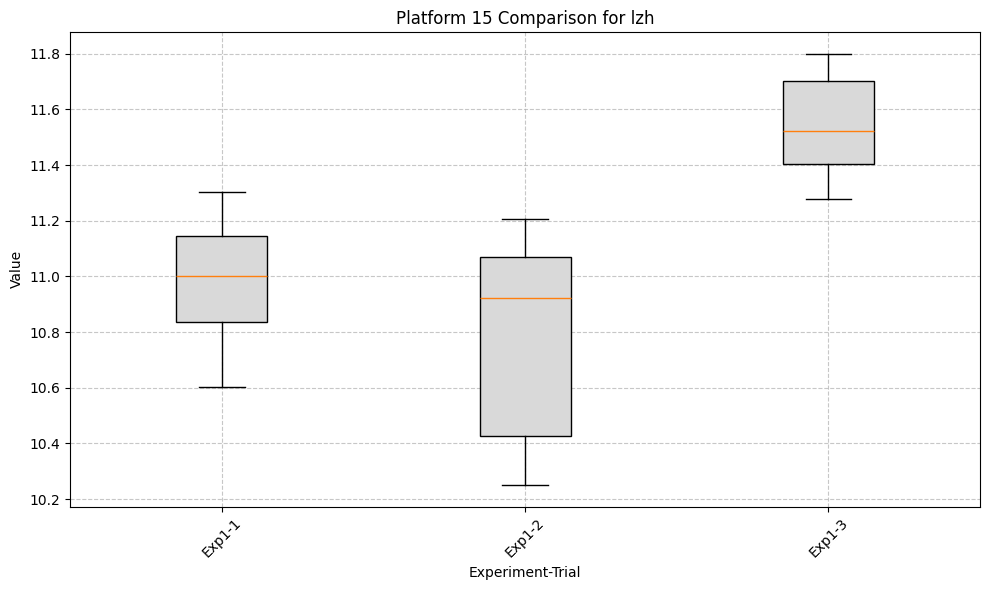 Platform 15 Comparison for lzh
Value
11.8
11.6
11.4
11.2
11.0
10.8
10.6
10.4
10.2
Exp1-1
Exp1-2
Exp1-3
Experiment-Trial